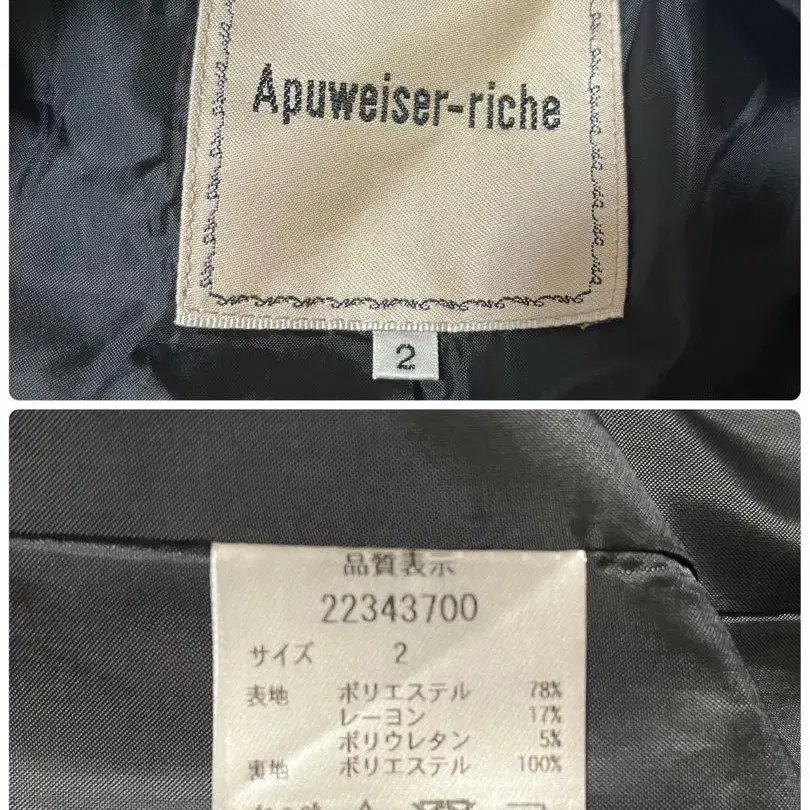 Apuweiser-riche
2
品質表示
22343700
サイズ 2
表地 ポリエステル 78%
レーヨン 17%
ポリウレタン 5%
裏地 ポリエステル 100%